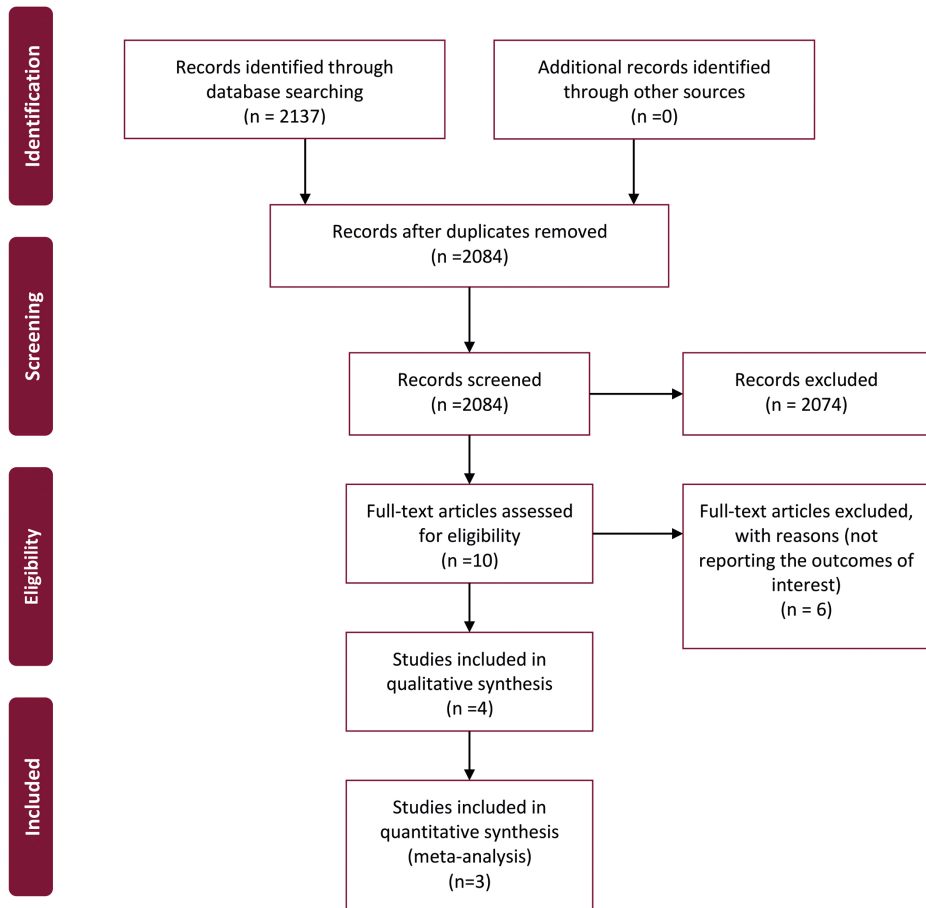 Identification
Records identified through
database searching
(n = 2137)
Additional records identified
through other sources
(n =0)
Records after duplicates removed
(n =2084)
Screening
Records screened
(n =2084)
Records excluded
(n = 2074)
Eligibility
Full-text articles assessed
for eligibility
(n =10)
Full-text articles excluded,
with reasons (not
reporting the outcomes of
interest)
(n = 6)
Studies included in
qualitative synthesis
(n =4)
Included
Studies included in
quantitative synthesis
(meta-analysis)
(n=3)